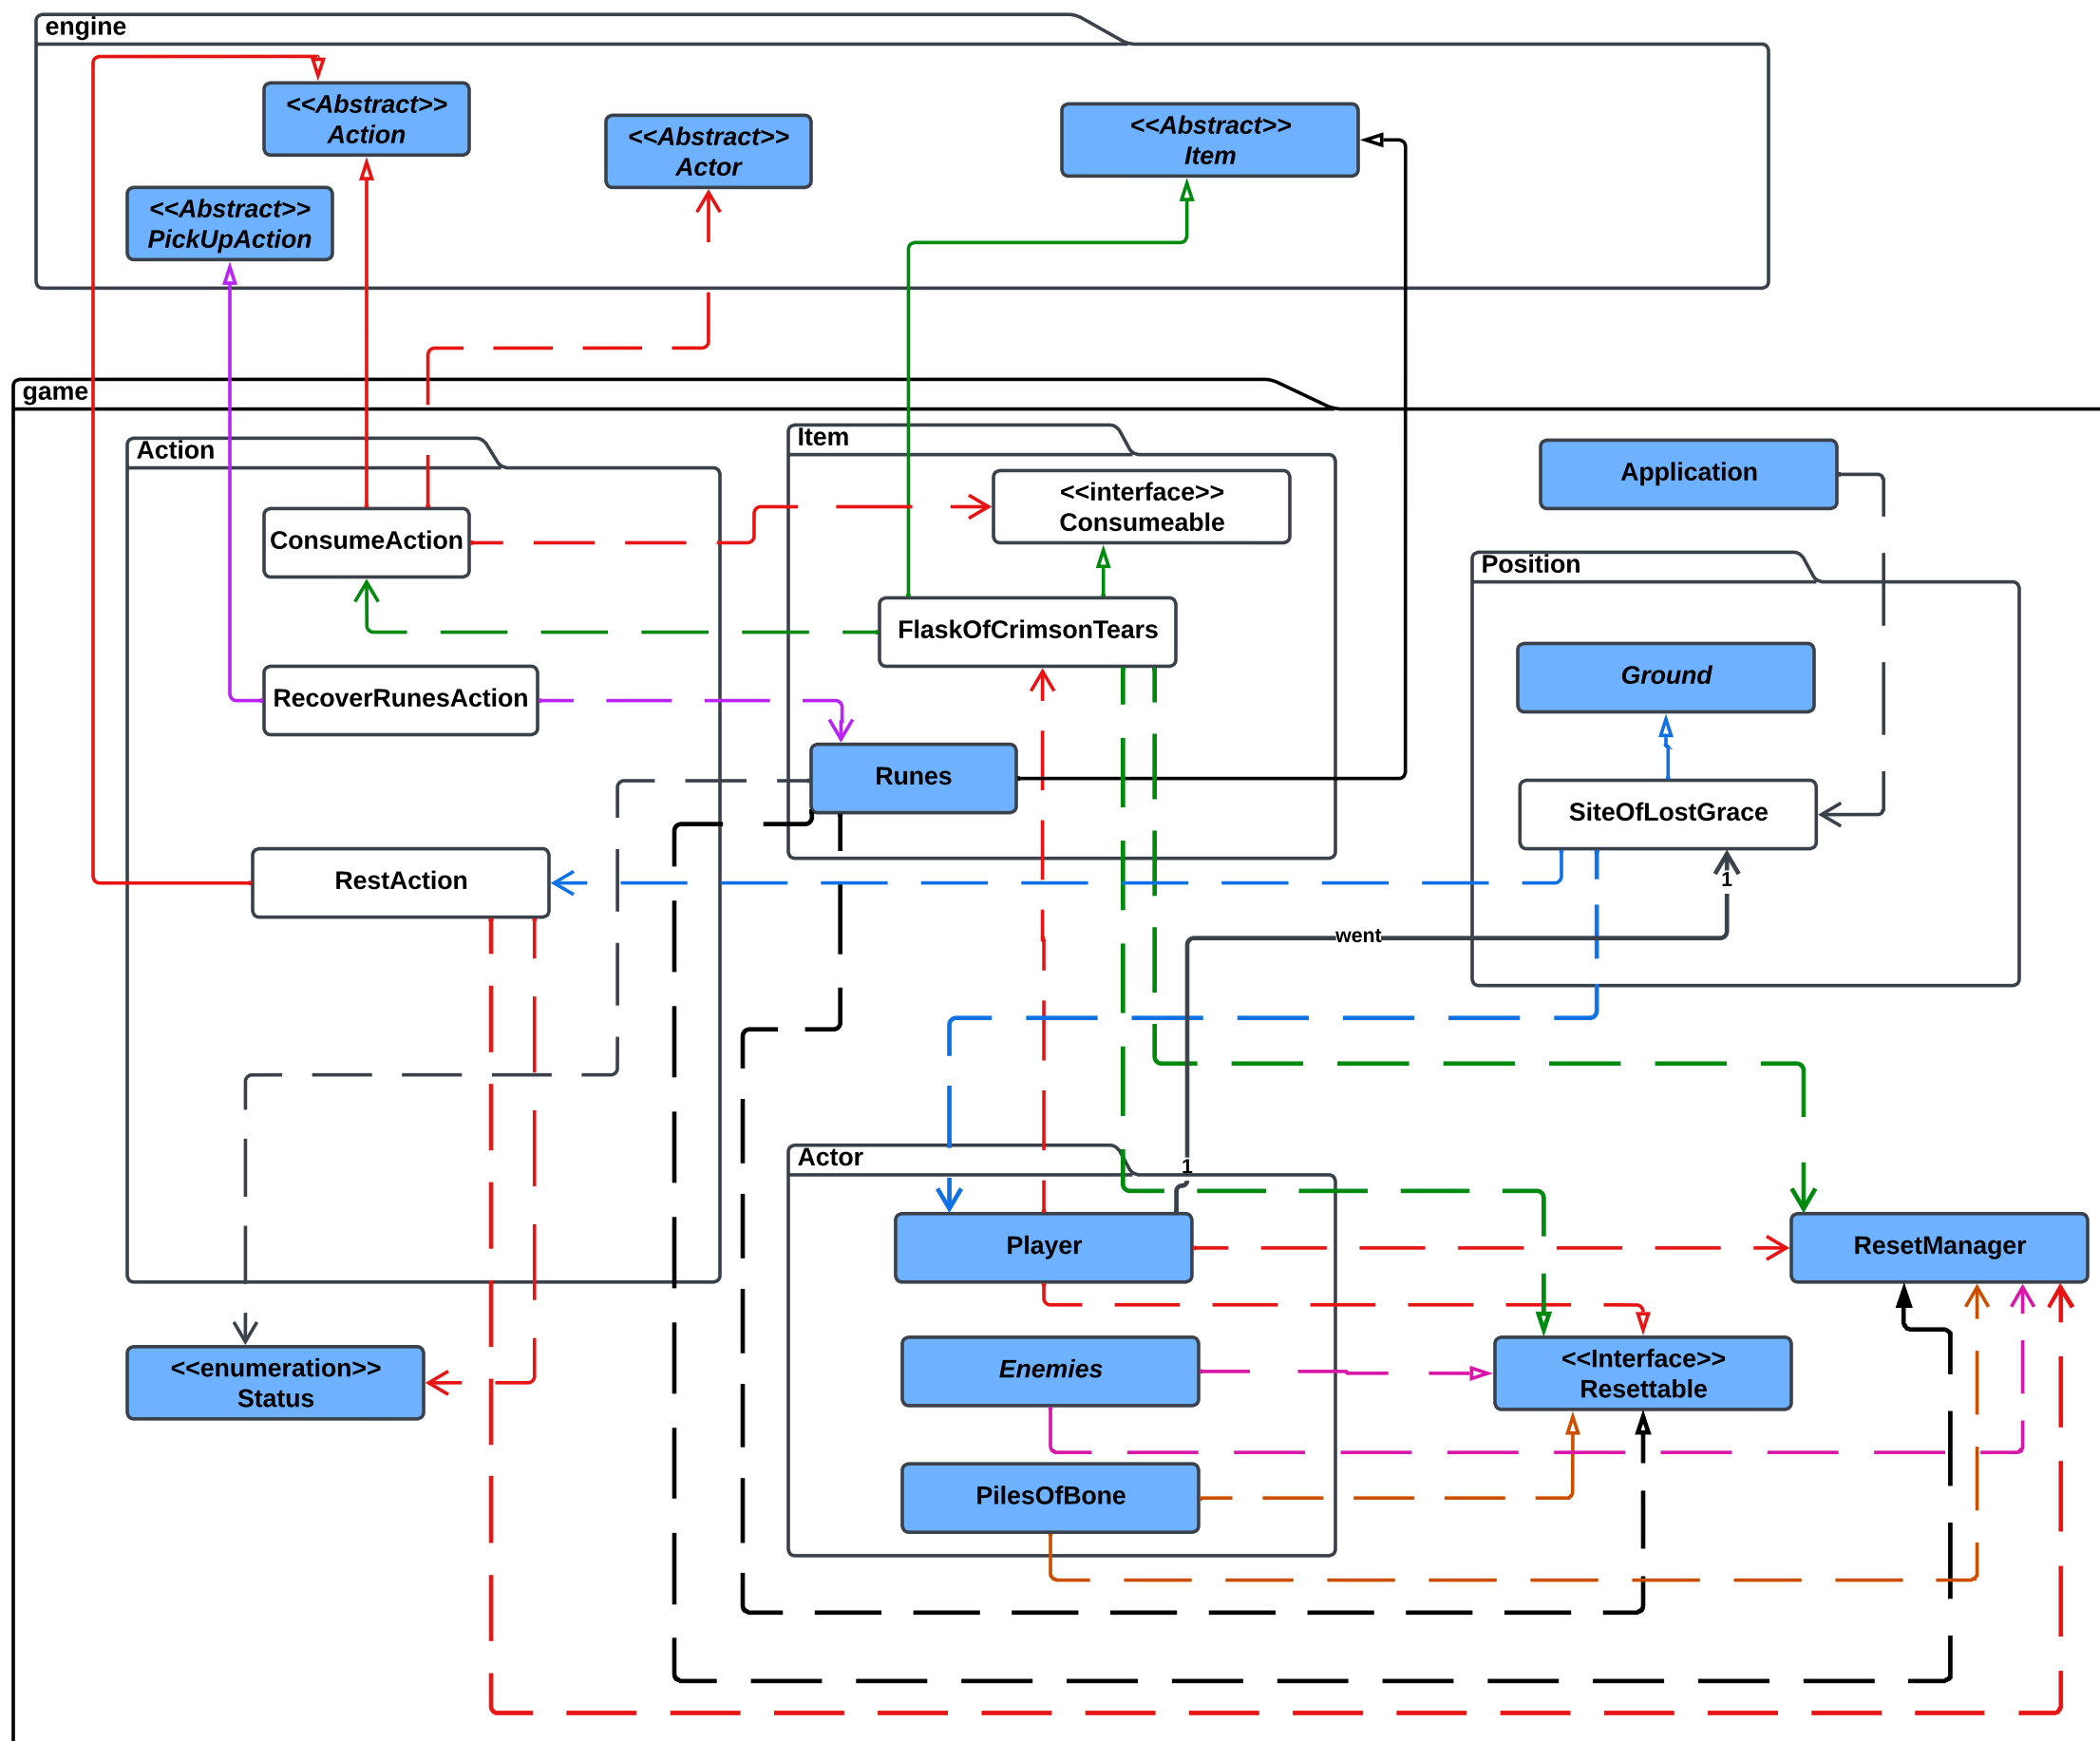 engine
<<Abstract>>
Action
<<Abstract>>
Actor
<<Abstract>>
Item
<<Abstract>>
PickUpAction
game
Action
Item
Application
<<interface>>
Consumeable
ConsumeAction
Position
FlaskOfCrimsonTears
Ground
RecoverRunesAction
Runes
SiteOfLostGrace
RestAction
1
went
Actor
1
Player
ResetManager
<<enumeration>>
Status
Enemies
<<Interface>>
Resettable
PilesOfBone